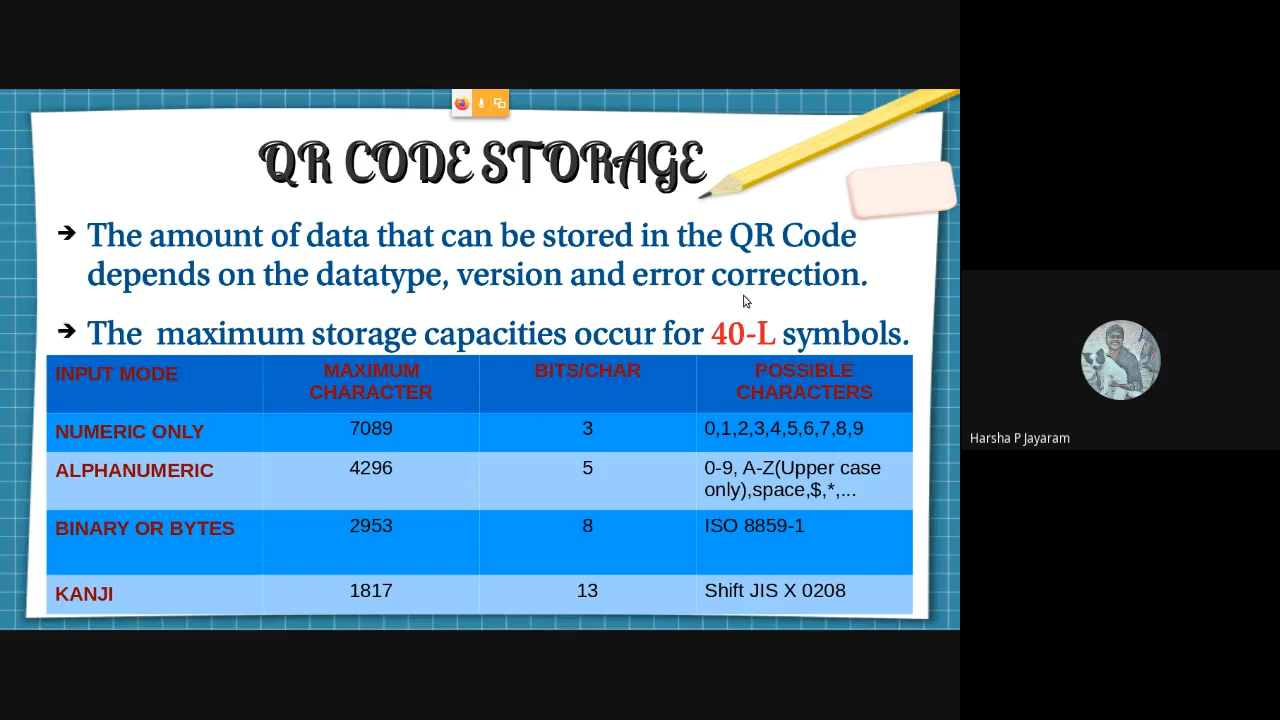 QR CODE STORAGE
➔ The amount of data that can be stored in the QR Code
depends on the datatype, version and error correction.
➔ The maximum storage capacities occur for 40-L symbols.
INPUT MODE MAXIMUM CHARACTER BITS/CHAR POSSIBLE CHARACTERS
NUMERIC ONLY 7089 3 0,1,2,3,4,5,6,7,8,9
ALPHANUMERIC 4296 5 0-9, A-Z(Upper case
only),space,$,*,...
BINARY OR BYTES 2953 8 ISO 8859-1
KANJI 1817 13 Shift JIS X 0208
Harsha P Jayaram